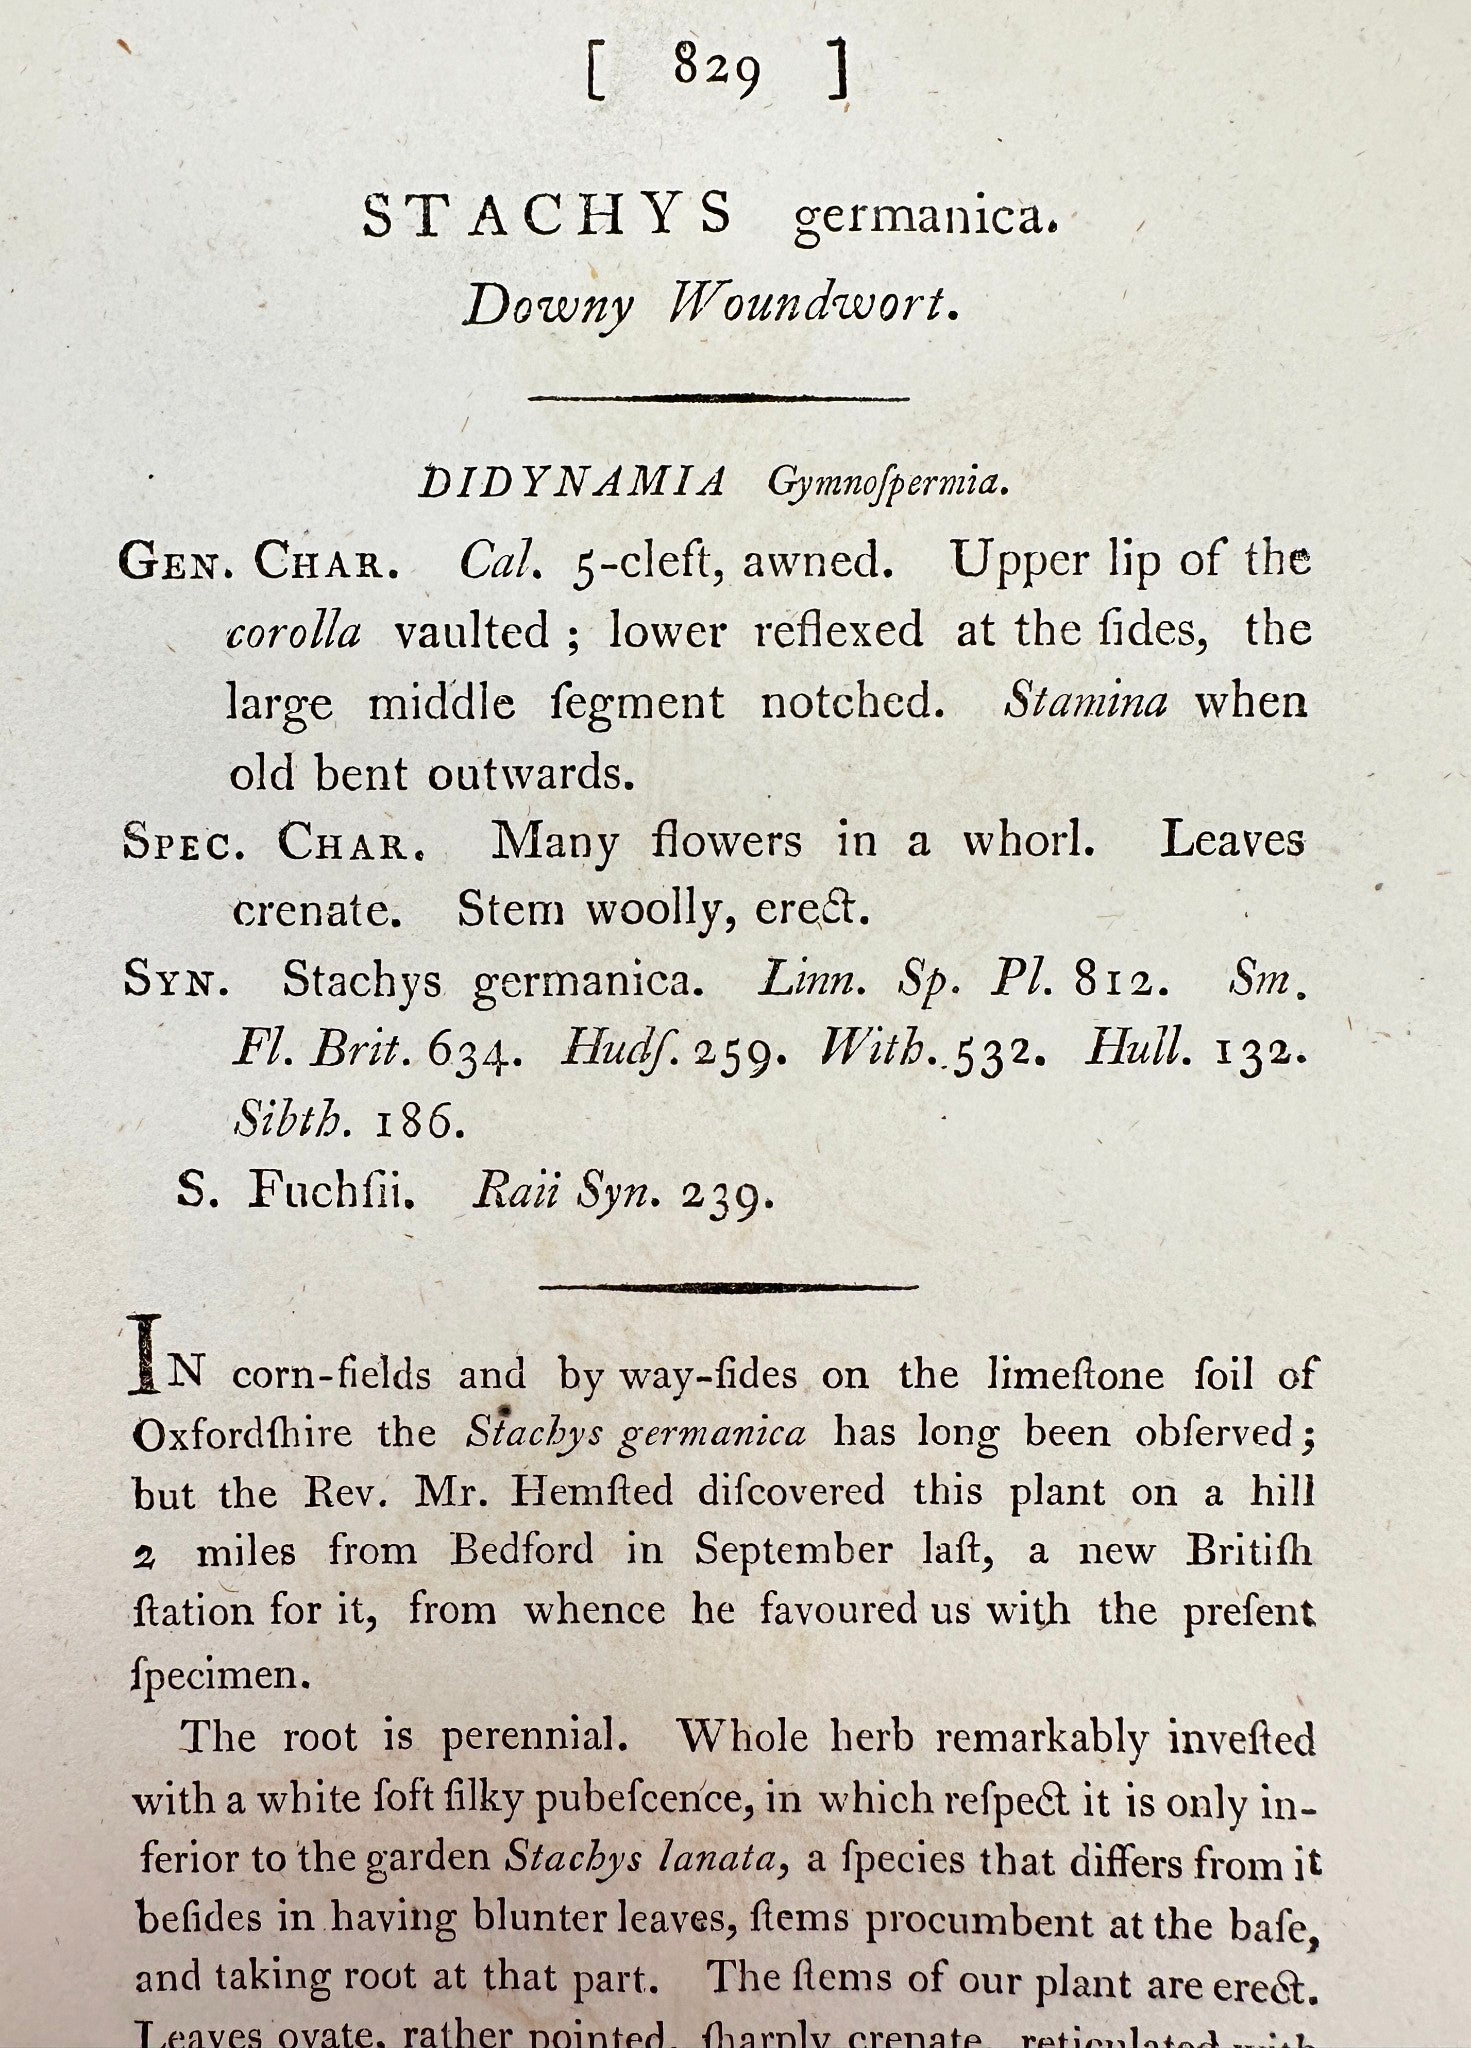 [ 829 ]
STACHYS germanica.
Downy Woundwort.
DIDYNAMIA Gymnoſpermia.
GEN. CHAR. Cal. 5-cleft, awned. Upper lip of the
corolla vaulted ; lower reflexed at the ſides, the
large middle ſegment notched. Stamina when
old bent outwards.
SPEC. CHAR. Many flowers in a whorl. Leaves
crenate. Stem woolly, erect.
SYN. Stachys germanica. Linn. Sp. Pl. 812. Sm.
Fl. Brit. 634. Hudſ. 259. With. 532. Hull. 132.
Sibth. 186.
S. Fuchſii. Raii Syn. 239.
IN corn-fields and by way-ſides on the limeſtone ſoil of
Oxfordſhire the Stachys germanica has long been obſerved ;
but the Rev. Mr. Hemſted diſcovered this plant on a hill
2 miles from Bedford in September laſt, a new Britiſh
ſtation for it, from whence he favoured us with the preſent
ſpecimen.
The root is perennial. Whole herb remarkably inveſted
with a white ſoft ſilky pubeſcence, in which reſpect it is only in-
ferior to the garden Stachys lanata, a ſpecies that differs from it
beſides in having blunter leaves, ſtems procumbent at the baſe,
and taking root at that part. The ſtems of our plant are erect.
Leaves ovate, rather pointed, ſharply crenate, reticulated with